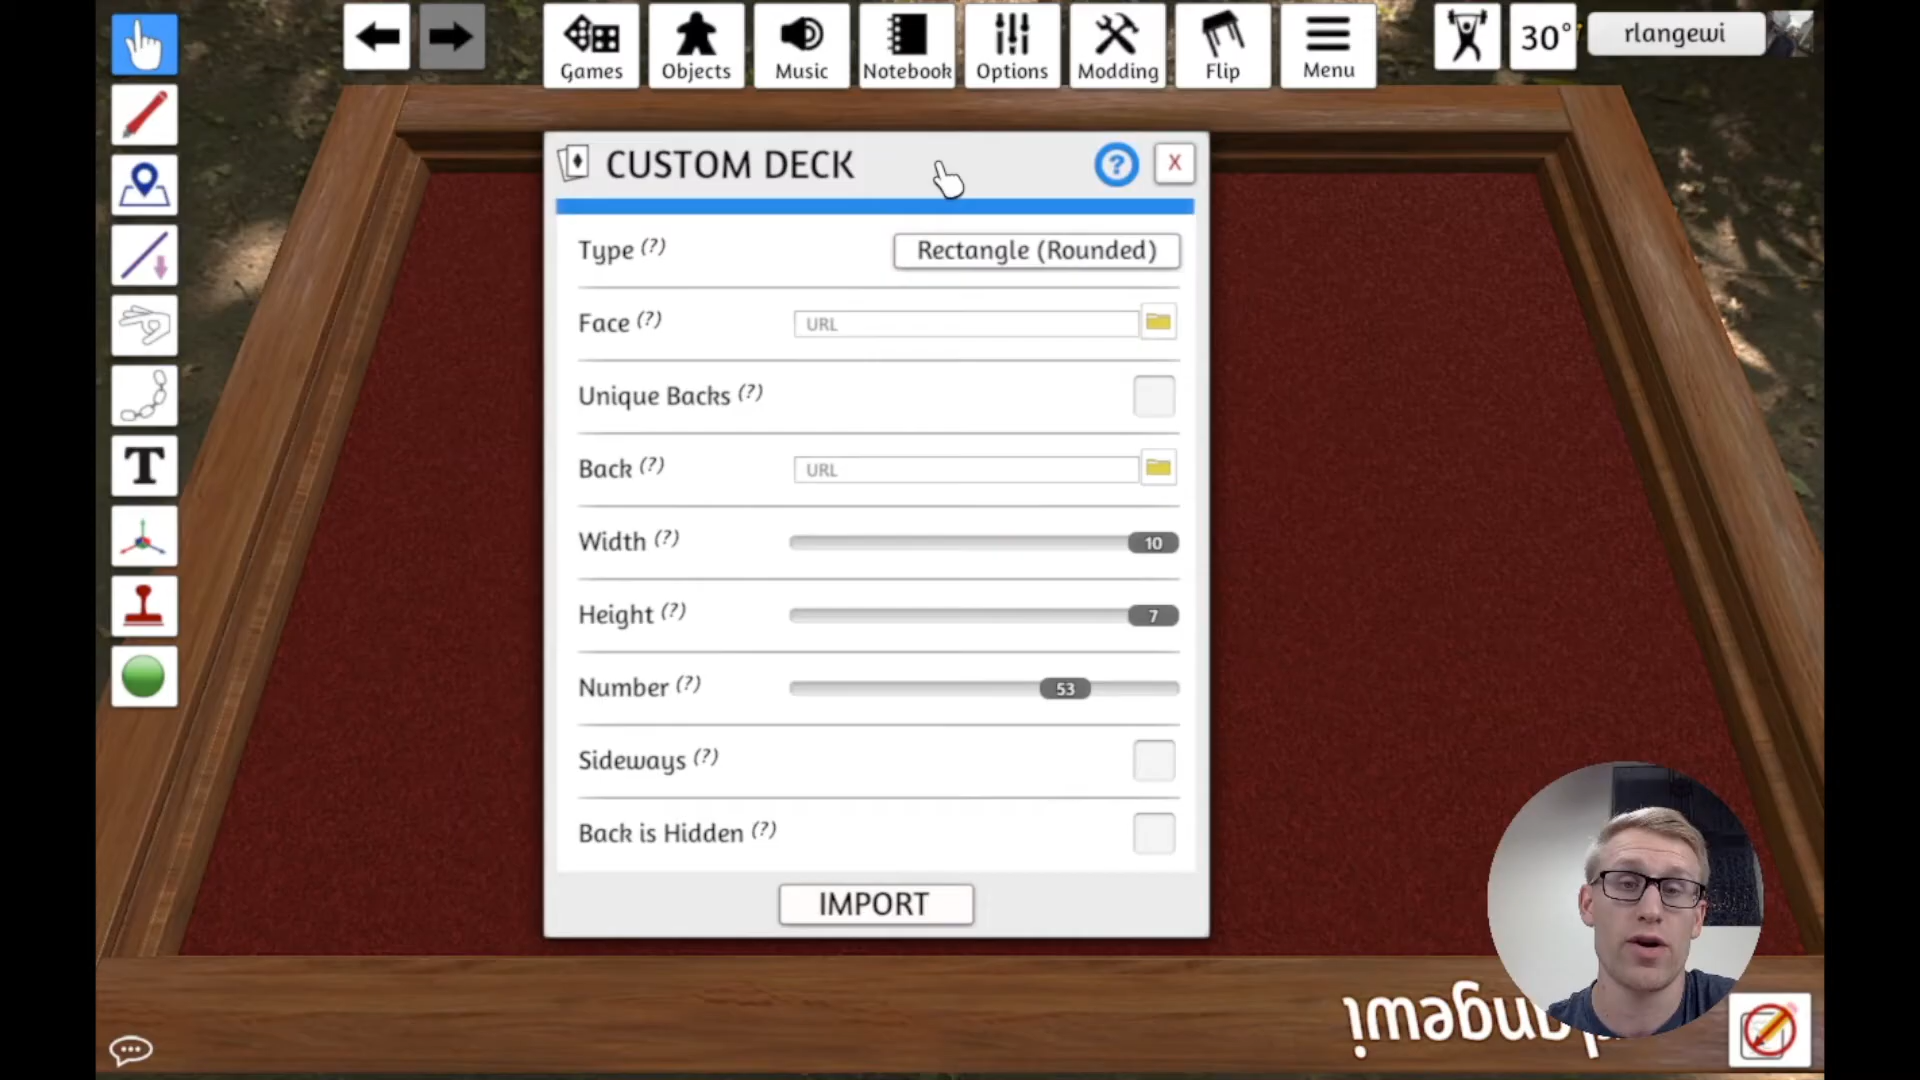 Games
Objects
Music
Notebook
Options
Modding
Flip
Menu
30°
rlangewi
CUSTOM DECK
?
X
Type (?)
Rectangle (Rounded)
Face (?)
URL
Unique Backs (?)
Back (?)
URL
Width (?)
10
Height (?)
7
Number (?)
53
Sideways (?)
Back is Hidden (?)
IMPORT
T
rlangewi